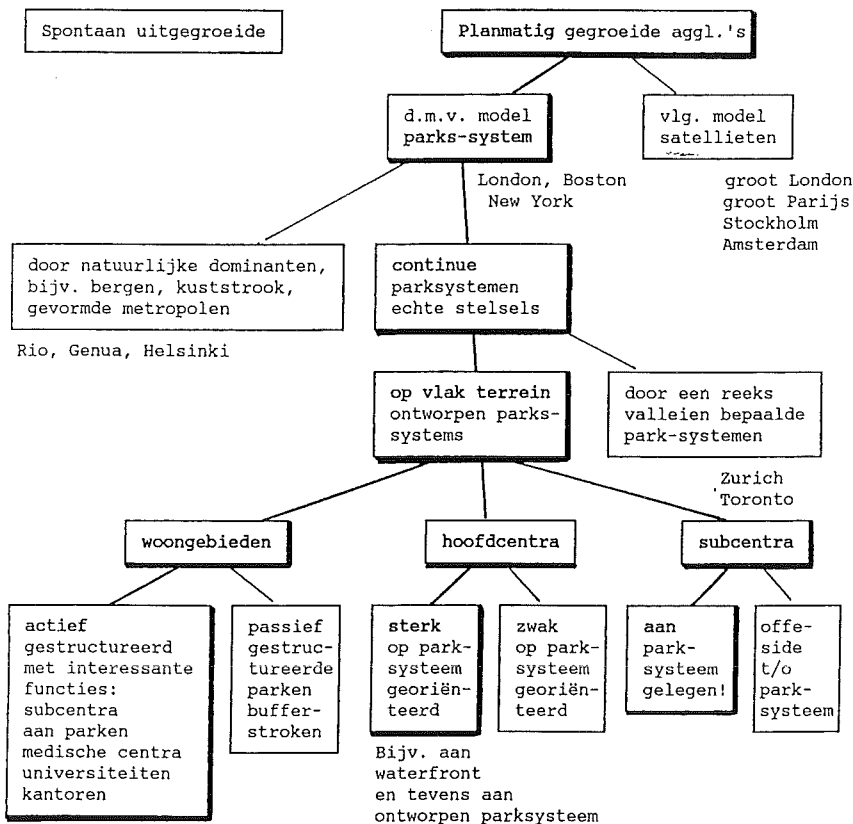 Spontaan uitgegroeide
Planmatig gegroeide aggl.'s
d.m.v. model
parks-system
vlg. model
satellieten
London, Boston
New York
groot London
groot Parijs
Stockholm
Amsterdam
door natuurlijke dominanten,
bijv. bergen, kuststrook,
gevormde metropolen
Rio, Genua, Helsinki
continue
parksystemen
echte stelsels
op vlak terrein
ontworpen parks-
systems
door een reeks
valleien bepaalde
park-systemen
Zurich
Toronto
woongebieden
hoofdcentra
subcentra
actief
gestructureerd
met interessante
functies:
subcentra
aan parken
medische centra
universiteiten
kantoren
passief
gestruc-
tureerde
parken
buffer-
stroken
sterk
op park-
systeem
georiën-
teerd
Bijv. aan
waterfront
en tevens aan
ontworpen parksysteem
zwak
op park-
systeem
georiën-
teerd
aan
park-
systeem
gelegen!
offe-
side
t/o
park-
systeem